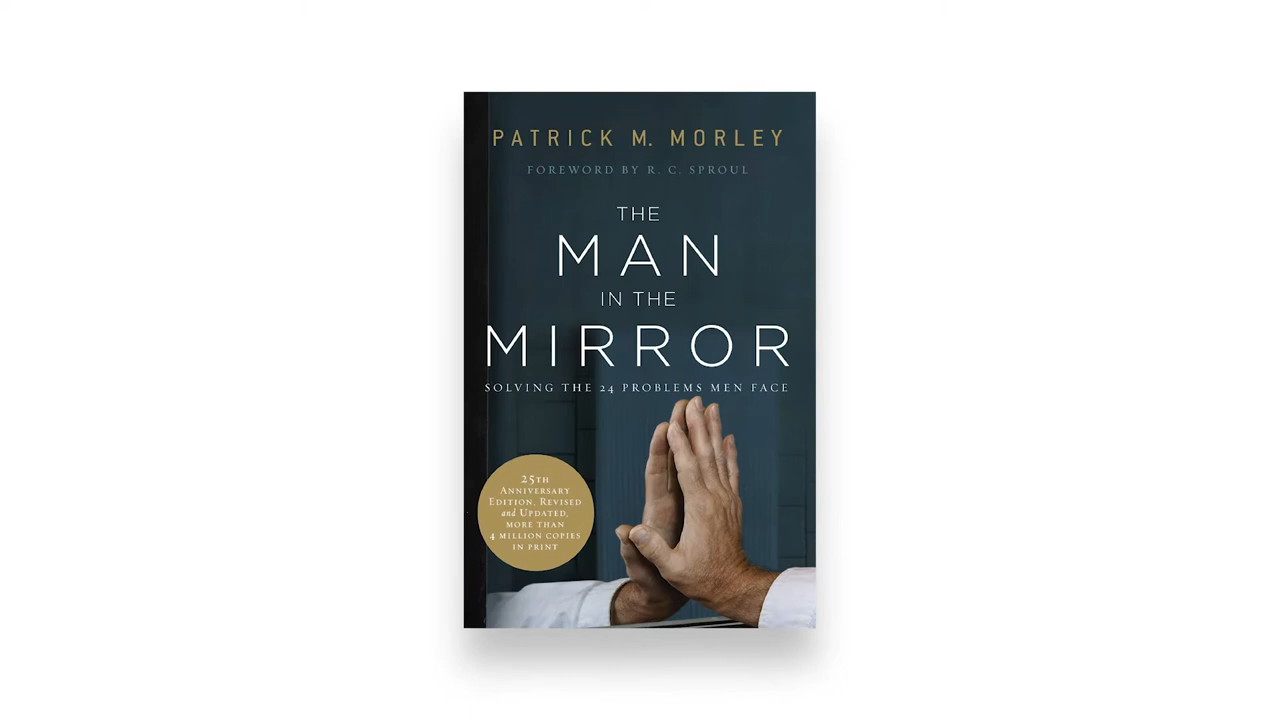 PATRICK M. MORLEY
FOREWORD BY R. C. SPROUL
THE
MAN
IN THE
MIRROR
SOLVING THE 24 PROBLEMS MEN FACE
25TH
ANNIVERSARY
EDITION, REVISED
and UPDATED,
MORE THAN
4 MILLION COPIES
IN PRINT